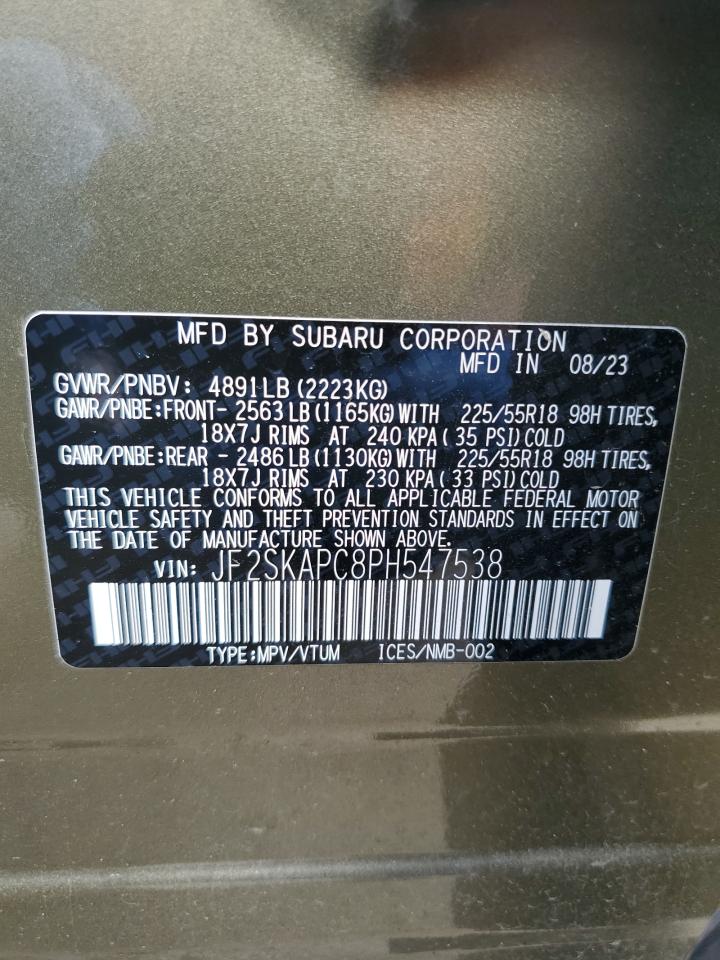 MFD BY SUBARU CORPORATION
MFD IN 08/23
GVWR/PNBV: 4891LB (2223KG)
GAWR/PNBE:FRONT- 2563LB(1165KG)WITH 225/55R18 98H TIRES,
18X7J RIMS AT 240 KPA(35 PSI)COLD
GAWR/PNBE:REAR - 2486LB(1130KG)WITH 225/55R18 98H TIRES,
18X7J RIMS AT 230 KPA(33 PSI)COLD
THIS VEHICLE CONFORMS TO ALL APPLICABLE FEDERAL MOTOR
VEHICLE SAFETY AND THEFT PREVENTION STANDARDS IN EFFECT ON
THE DATE OF MANUFACTURE SHOWN ABOVE.
VIN: JF2SKAPC8PH547538
TYPE:MPV/VTUM ICES/NMB-002